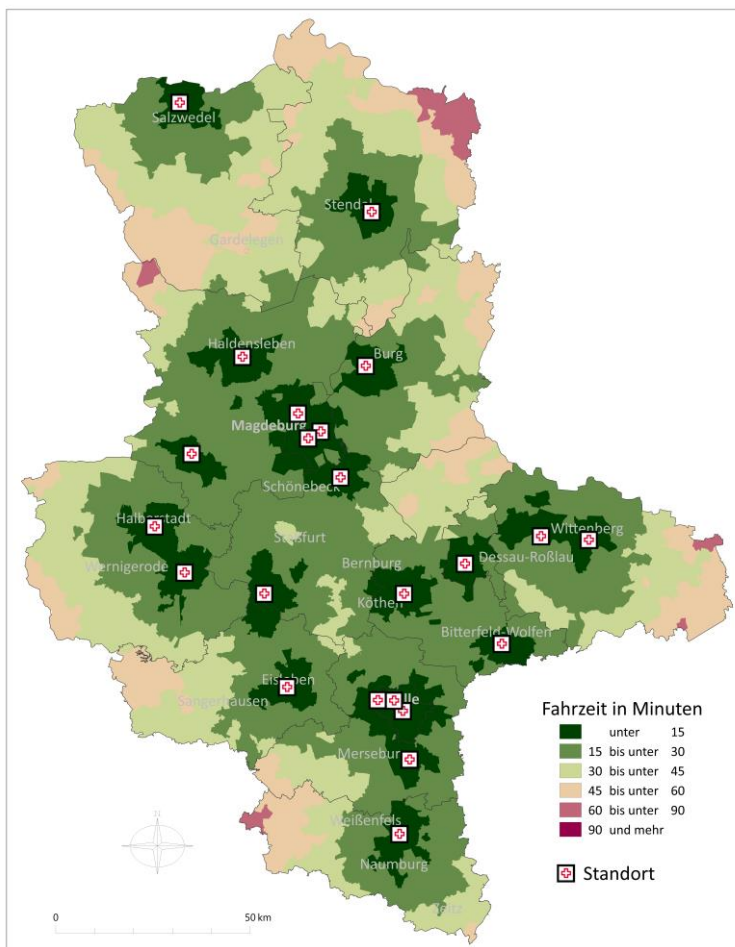 Salzwedel
Stendal
Gardelegen
Haldensleben
Burg
Magdeburg
Schönebeck
Halberstadt
Staßfurt
Wittenberg
Wernigerode
Bernburg
Dessau-Roßlau
Köthen
Bitterfeld-Wolfen
Eisleben
Sangerhausen
lle
Mersebur
Weißenfels
Naumburg
Zeitz
Fahrzeit in Minuten
unter 15
15 bis unter 30
30 bis unter 45
45 bis unter 60
60 bis unter 90
90 und mehr
Standort
0 50 km